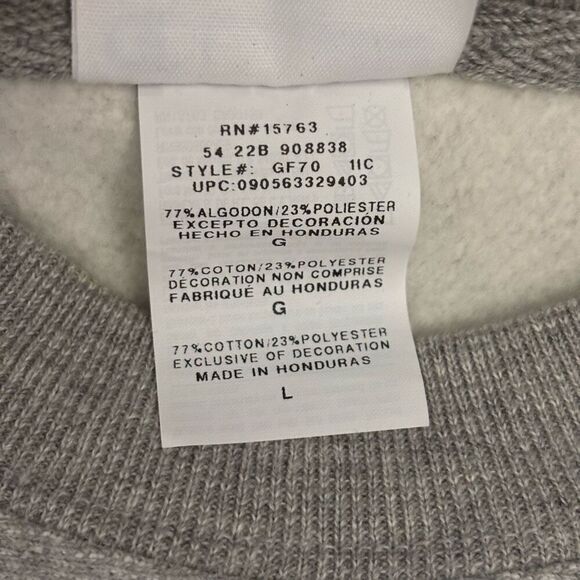 RN#15763
54 22B 908838
STYLE#: GF70 1IC
UPC:090563329403
77%ALGODON/23%POLIESTER
EXCEPTO DECORACIÓN
HECHO EN HONDURAS
G
77%COTON/23%POLYESTER
DÉCORATION NON COMPRISE
FABRIQUÉ AU HONDURAS
G
77%COTTON/23%POLYESTER
EXCLUSIVE OF DECORATION
MADE IN HONDURAS
L